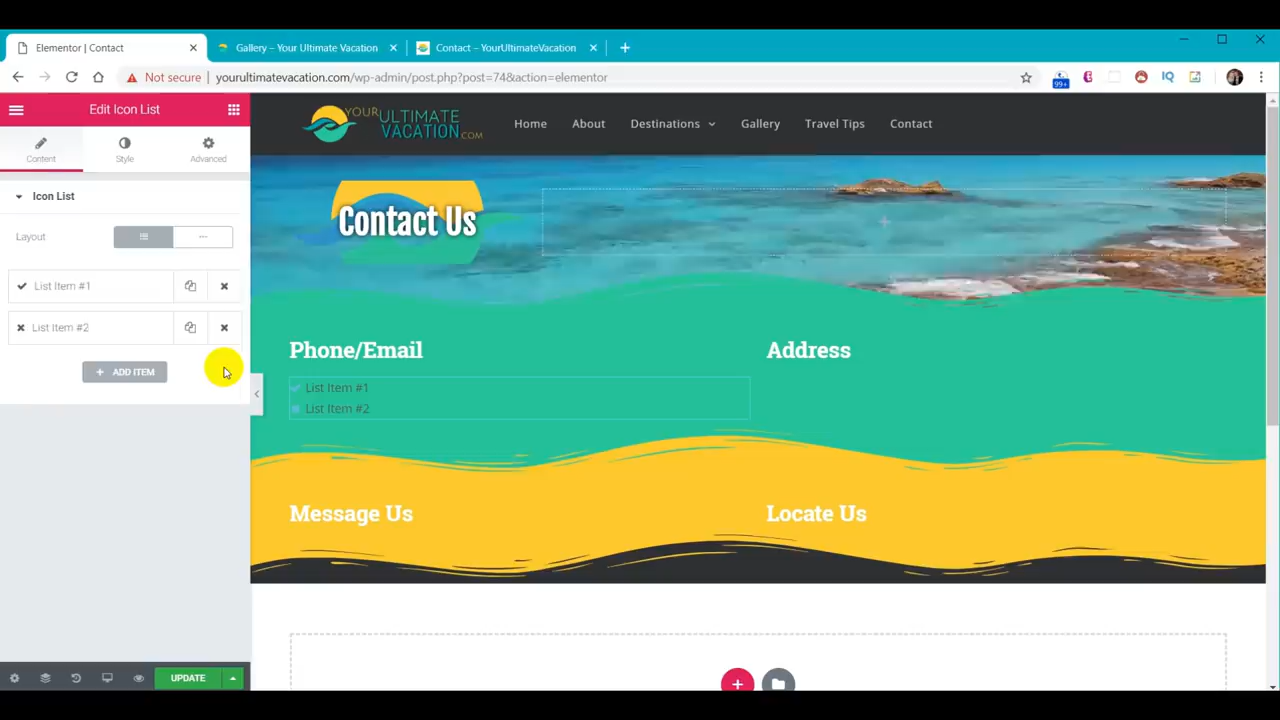 Elementor | Contact
Gallery – Your Ultimate Vacation
Contact – YourUltimateVacation
Not secure
yourultimatevacation.com/wp-admin/post.php?post=74&action=elementor
99+
IQ
Edit Icon List
YOUR ULTIMATE VACATION.COM
Home
About
Destinations
Gallery
Travel Tips
Contact
Content
Style
Advanced
Icon List
Layout
Contact Us
List Item #1
List Item #2
ADD ITEM
Phone/Email
Address
List Item #1
List Item #2
Message Us
Locate Us
UPDATE